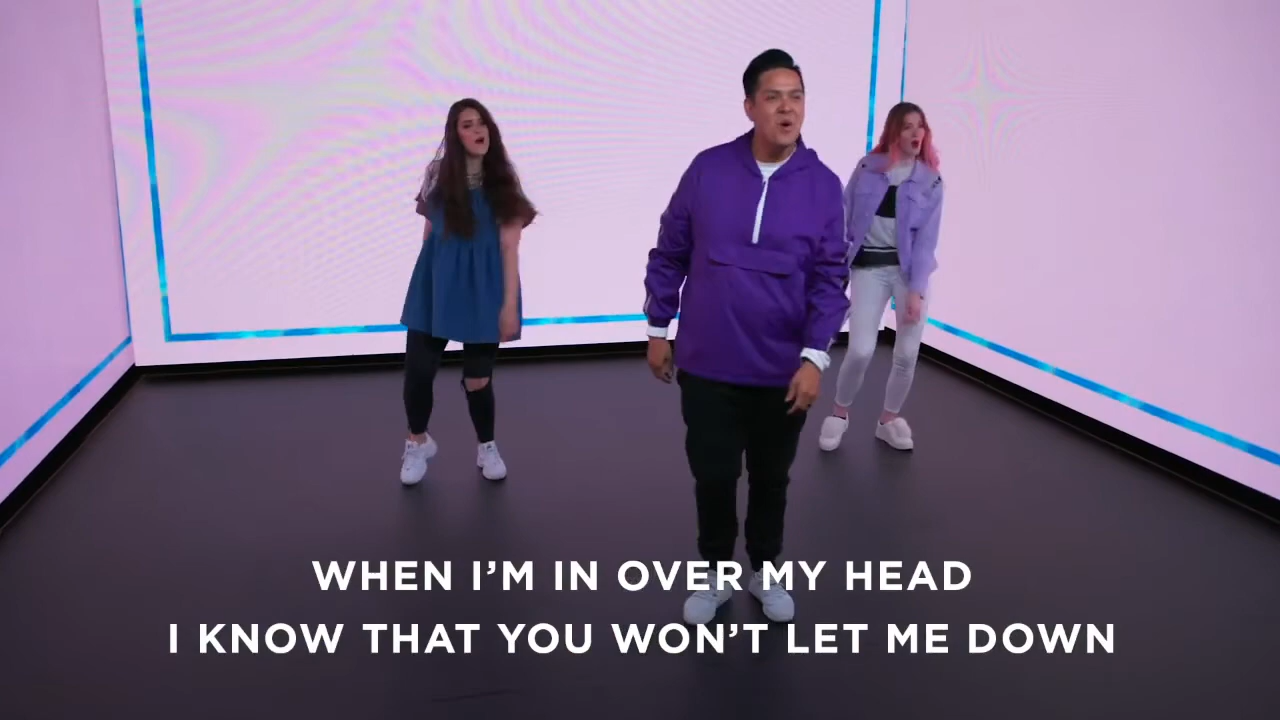 WHEN I’M IN OVER MY HEAD
I KNOW THAT YOU WON’T LET ME DOWN